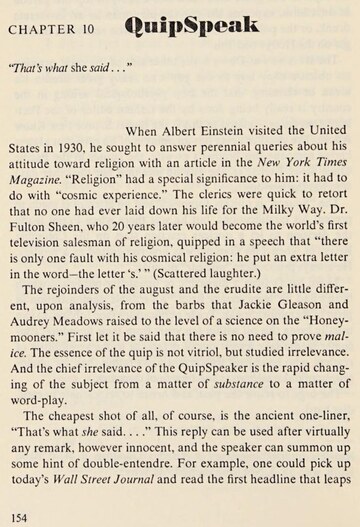 CHAPTER 10 QuipSpeak
"That's what she said . . ."
When Albert Einstein visited the United
States in 1930, he sought to answer perennial queries about his
attitude toward religion with an article in the New York Times
Magazine. "Religion" had a special significance to him: it had to
do with "cosmic experience." The clerics were quick to retort
that no one had ever laid down his life for the Milky Way. Dr.
Fulton Sheen, who 20 years later would become the world's first
television salesman of religion, quipped in a speech that "there
is only one fault with his cosmical religion: he put an extra letter
in the word—the letter 's.' " (Scattered laughter.)
The rejoinders of the august and the erudite are little differ-
ent, upon analysis, from the barbs that Jackie Gleason and
Audrey Meadows raised to the level of a science on the "Honey-
mooners." First let it be said that there is no need to prove mal-
ice. The essence of the quip is not vitriol, but studied irrelevance.
And the chief irrelevance of the QuipSpeaker is the rapid chang-
ing of the subject from a matter of substance to a matter of
word-play.
The cheapest shot of all, of course, is the ancient one-liner,
"That's what she said. . . ." This reply can be used after virtually
any remark, however innocent, and the speaker can summon up
some hint of double-entendre. For example, one could pick up
today's Wall Street Journal and read the first headline that leaps
154